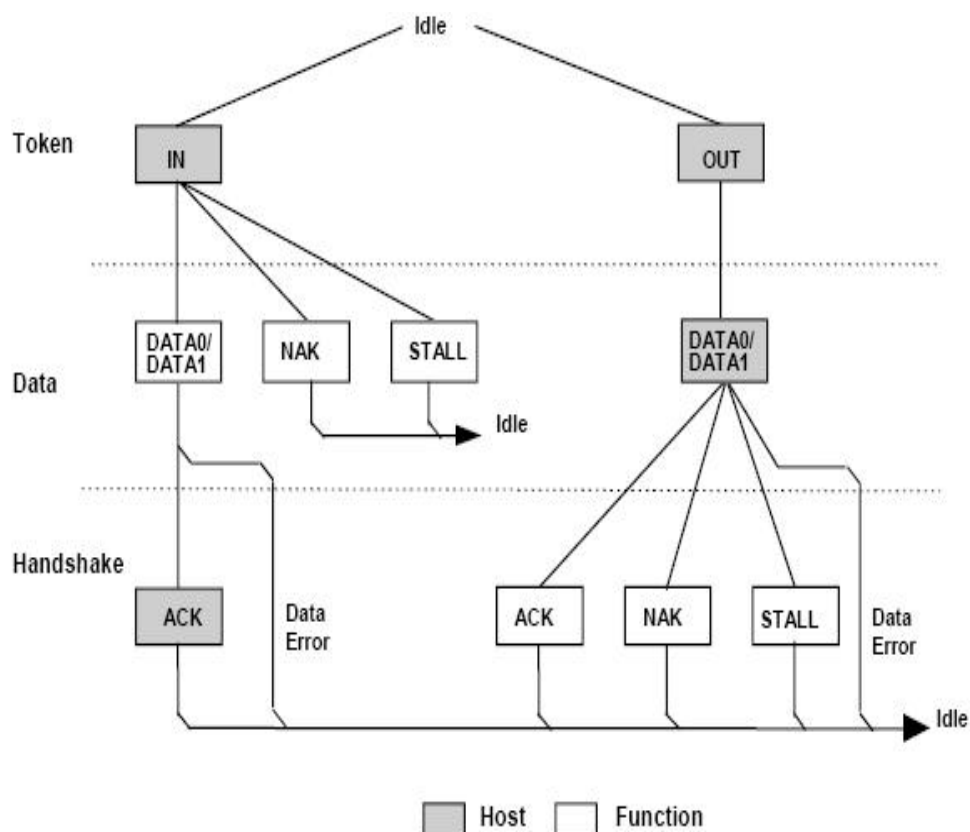 Idle
Token
IN
OUT
DATA0/
DATA1
NAK
STALL
DATA0/
DATA1
Data
Idle
Handshake
ACK
Data
Error
ACK
NAK
STALL
Data
Error
Idle
Host
Function